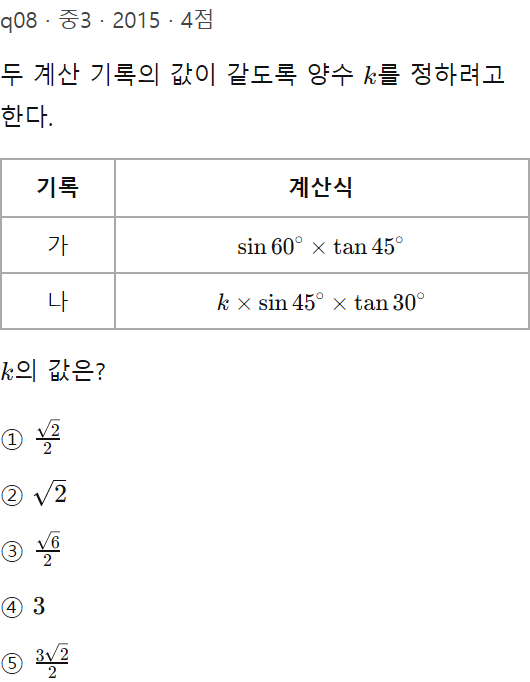 q08 · 중3 · 2015 · 4점
두 계산 기록의 값이 같도록 양수 k를 정하려고
한다.
기록 계산식
가 sin 60° × tan 45°
나 k × sin 45° × tan 30°
k의 값은?
① √2/2
② √2
③ √6/2
④ 3
⑤ 3√2/2